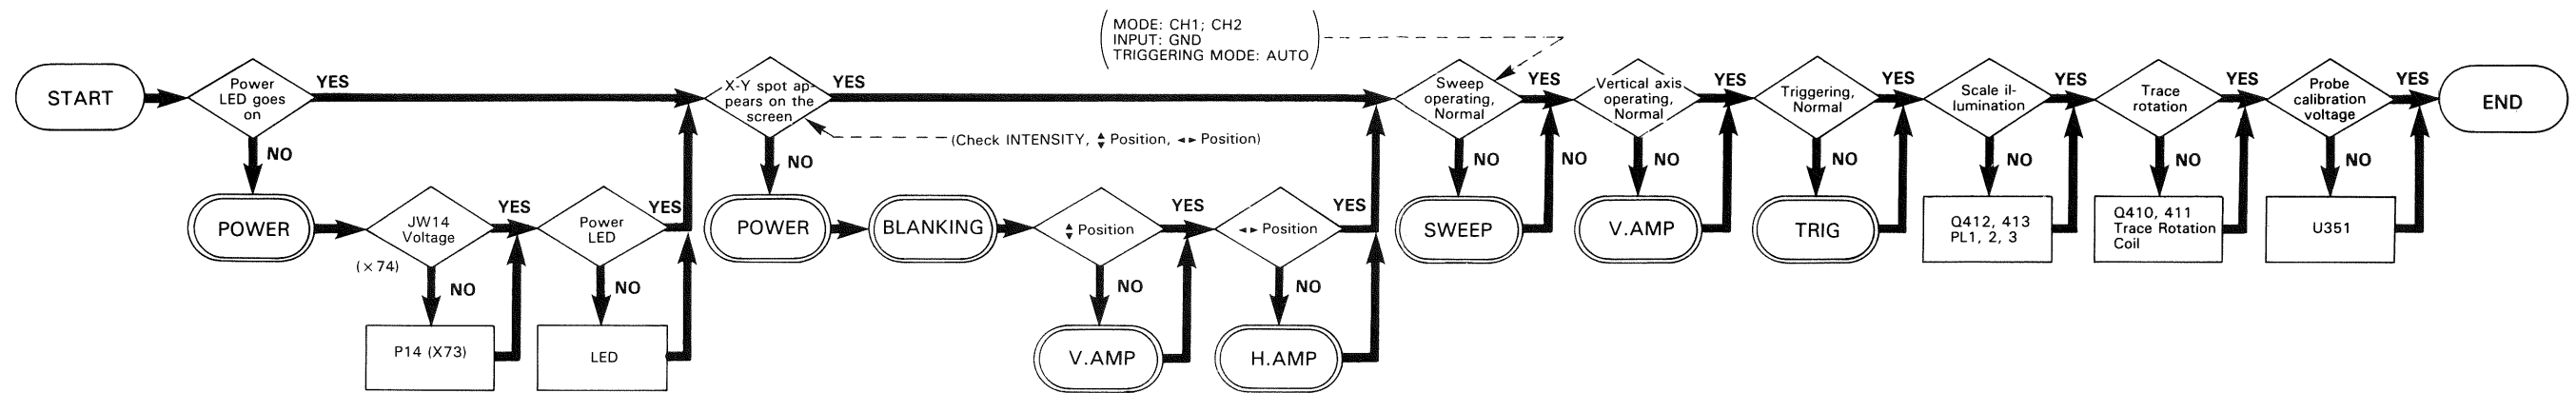 MODE: CH1; CH2
INPUT: GND
TRIGGERING MODE: AUTO
START
Power
LED goes
on
YES
NO
X-Y spot ap-
pears on the
screen
YES
NO
(Check INTENSITY, ▲▼ Position, ◄► Position)
Sweep
operating,
Normal
YES
NO
NO
Vertical axis
operating,
Normal
YES
NO
Triggering,
Normal
YES
NO
Scale il-
lumination
YES
NO
Trace
rotation
YES
NO
Probe
calibration
voltage
YES
NO
END
POWER
JW14
Voltage
(×74)
YES
NO
Power
LED
YES
NO
POWER
BLANKING
▲▼ Position
YES
NO
◄► Position
YES
NO
SWEEP
V.AMP
TRIG
Q412, 413
PL1, 2, 3
Q410, 411
Trace Rotation
Coil
U351
P14 (X73)
LED
V.AMP
H.AMP